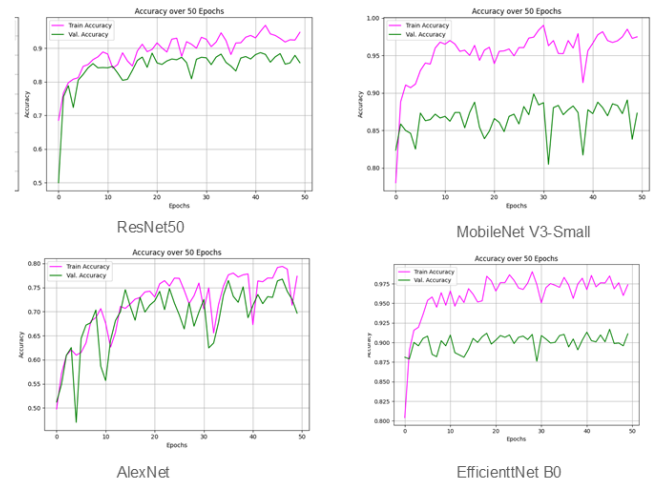 Accuracy over 50 Epochs
Train Accuracy
Val. Accuracy
0.9
0.8
0.7
0.6
0.5
Accuracy
0 10 20 30 40 50
Epochs
ResNet50
Accuracy over 50 Epochs
Train Accuracy
Val. Accuracy
1.00
0.95
0.90
0.85
0.80
Accuracy
0 10 20 30 40 50
Epochs
MobileNet V3-Small
Accuracy over 50 Epochs
Train Accuracy
Val. Accuracy
0.80
0.75
0.70
0.65
0.60
0.55
0.50
Accuracy
0 10 20 30 40 50
Epochs
AlexNet
Accuracy over 50 Epochs
Train Accuracy
Val. Accuracy
0.975
0.950
0.925
0.900
0.875
0.850
0.825
0.800
Accuracy
0 10 20 30 40 50
Epochs
EfficienttNet B0